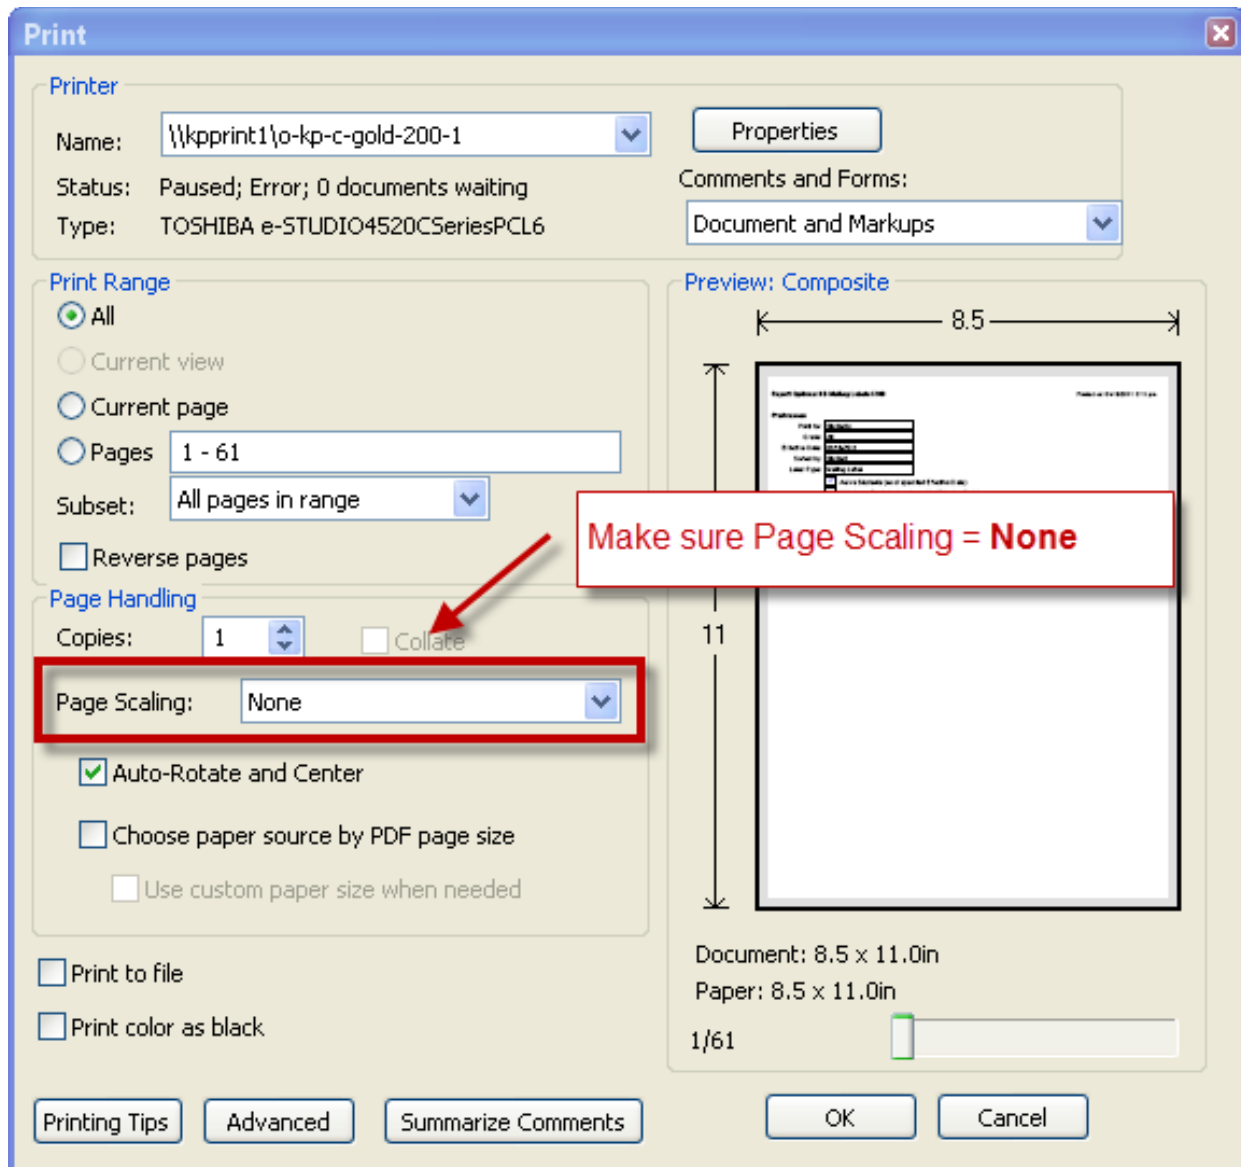 Print
Printer
Name: \\kpprint1\o-kp-c-gold-200-1
Properties
Status: Paused; Error; 0 documents waiting
Comments and Forms:
Type: TOSHIBA e-STUDIO4520CSeriesPCL6
Document and Markups
Print Range
All
Current view
Current page
Pages 1 - 61
Subset: All pages in range
Reverse pages
Preview: Composite
8.5
11
Make sure Page Scaling = None
Page Handling
Copies: 1 Collate
Page Scaling: None
Auto-Rotate and Center
Choose paper source by PDF page size
Use custom paper size when needed
Print to file
Print color as black
Document: 8.5 x 11.0in
Paper: 8.5 x 11.0in
1/61
Printing Tips Advanced Summarize Comments OK Cancel